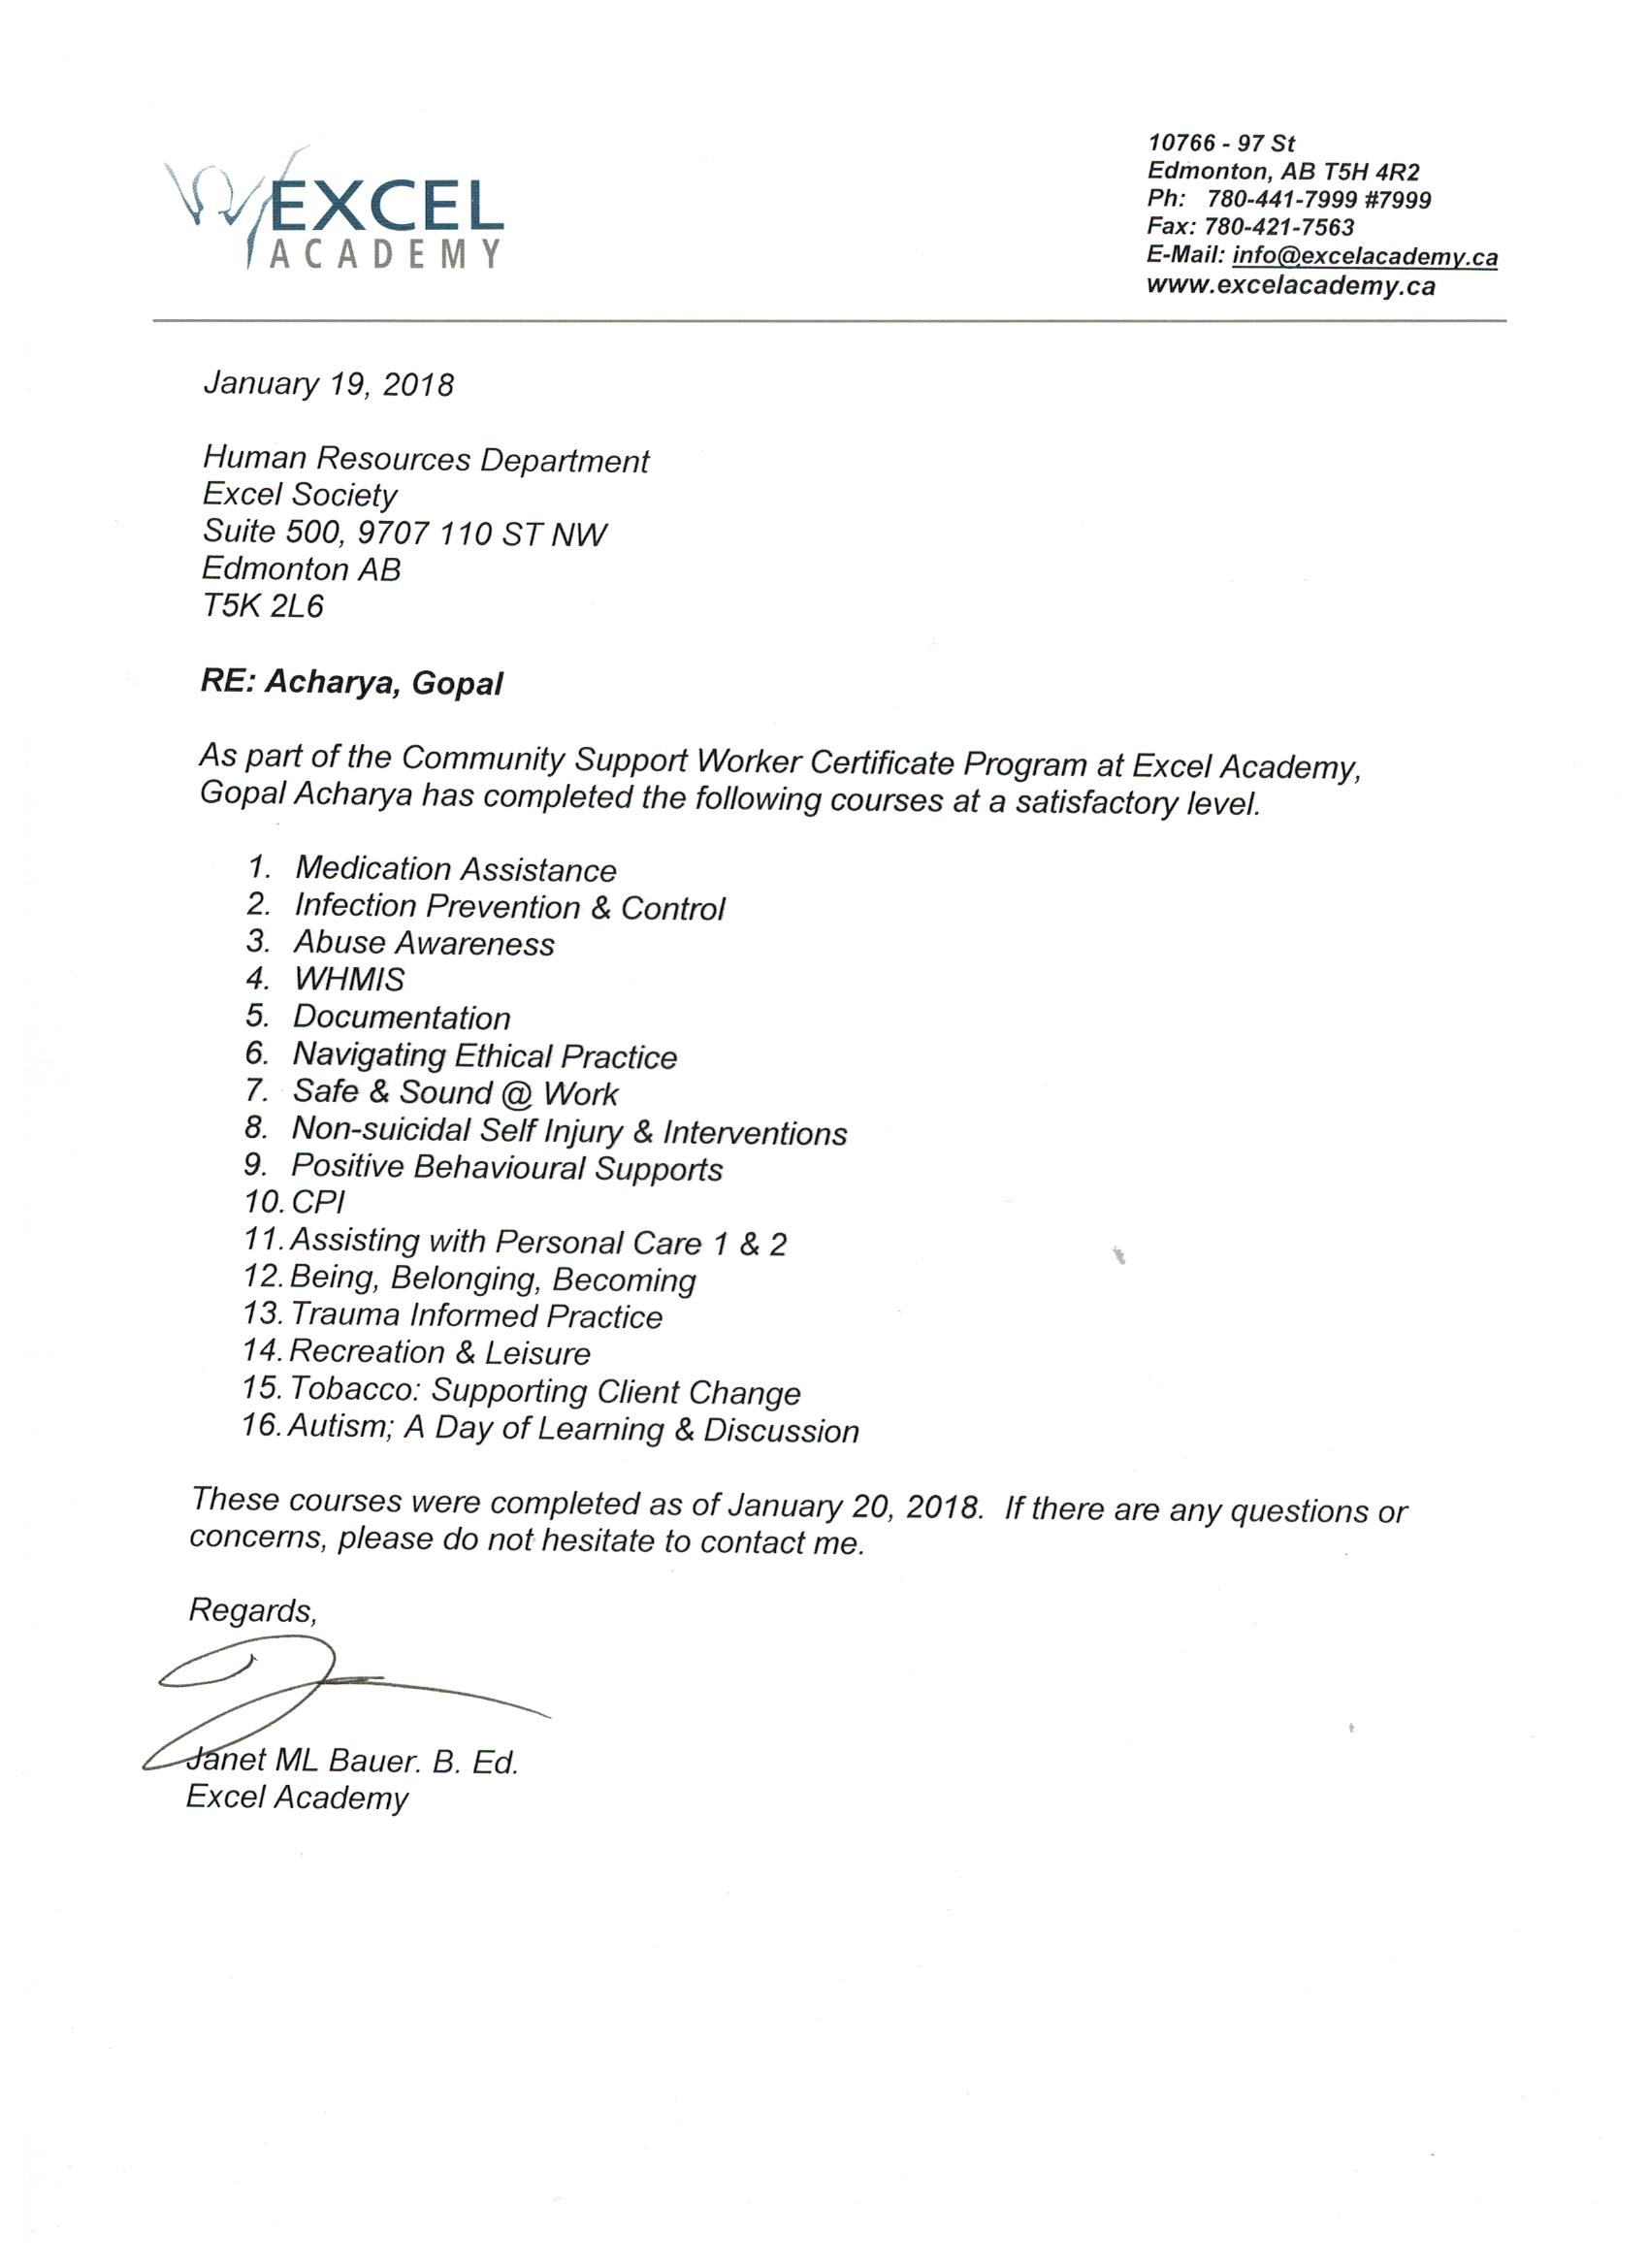 EXCEL
ACADEMY
10766 - 97 St
Edmonton, AB T5H 4R2
Ph: 780-441-7999 #7999
Fax: 780-421-7563
E-Mail: info@excelacademy.ca
www.excelacademy.ca
January 19, 2018
Human Resources Department
Excel Society
Suite 500, 9707 110 ST NW
Edmonton AB
T5K 2L6
RE: Acharya, Gopal
As part of the Community Support Worker Certificate Program at Excel Academy,
Gopal Acharya has completed the following courses at a satisfactory level.
1. Medication Assistance
2. Infection Prevention & Control
3. Abuse Awareness
4. WHMIS
5. Documentation
6. Navigating Ethical Practice
7. Safe & Sound @ Work
8. Non-suicidal Self Injury & Interventions
9. Positive Behavioural Supports
10. CPI
11. Assisting with Personal Care 1 & 2
12. Being, Belonging, Becoming
13. Trauma Informed Practice
14. Recreation & Leisure
15. Tobacco: Supporting Client Change
16. Autism; A Day of Learning & Discussion
These courses were completed as of January 20, 2018. If there are any questions or
concerns, please do not hesitate to contact me.
Regards,
Janet ML Bauer. B. Ed.
Excel Academy